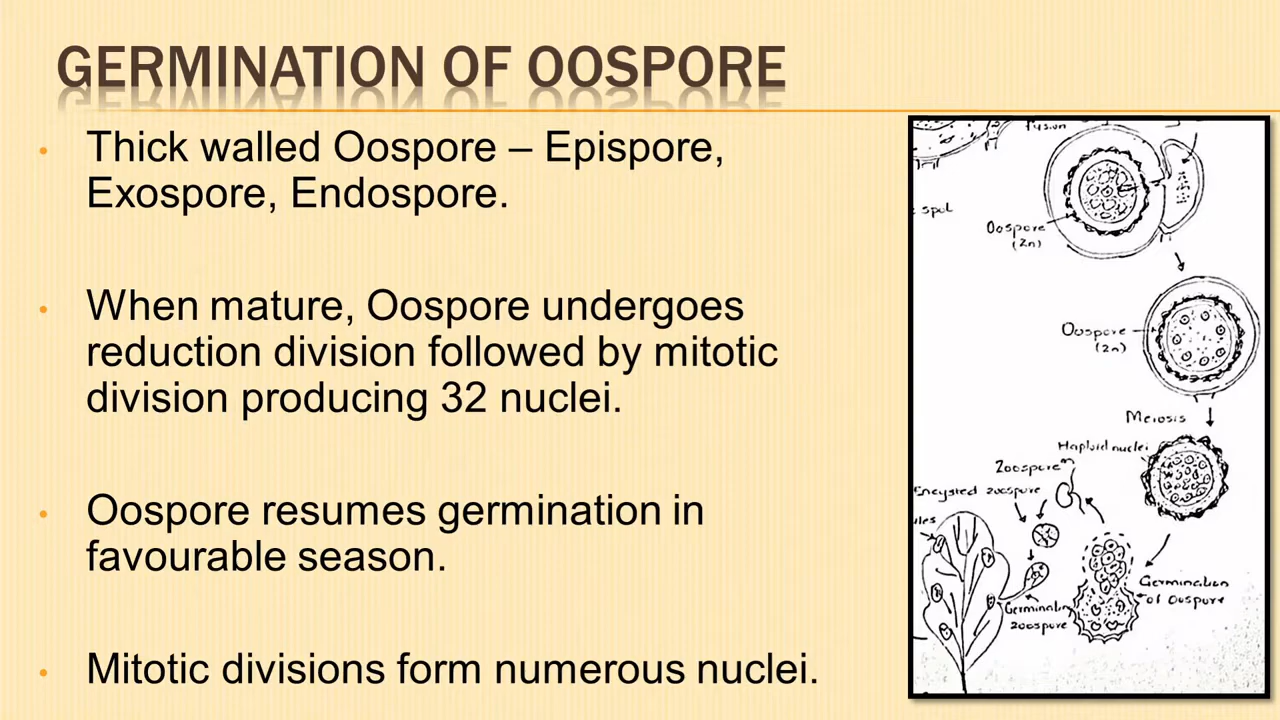 GERMINATION OF OOSPORE
• Thick walled Oospore – Epispore,
Exospore, Endospore.
• When mature, Oospore undergoes
reduction division followed by mitotic
division producing 32 nuclei.
• Oospore resumes germination in
favourable season.
• Mitotic divisions form numerous nuclei.
fusion
spot
Oospore
(2n)
Oospore
(2n)
Meiosis
Haploid nuclei
Zoospore
Encysted zoospore
Germination
of Oospore
Germinating
zoospore